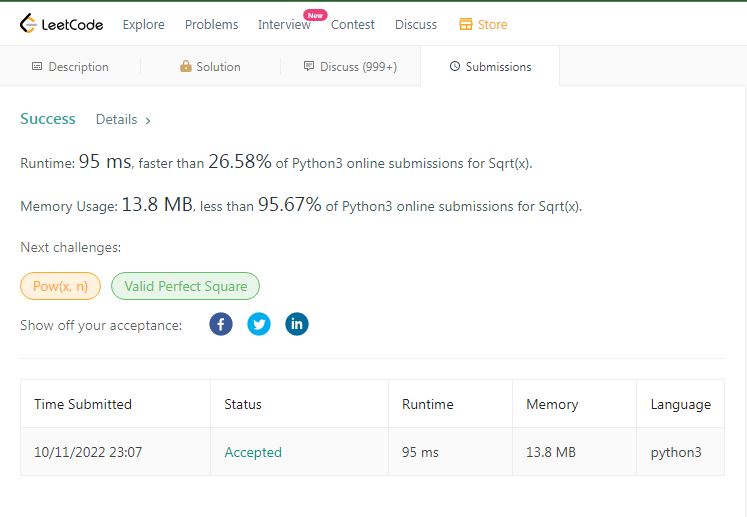 LeetCode Explore Problems Interview New Contest Discuss Store
Description Solution Discuss (999+) Submissions
Success Details >
Runtime: 95 ms, faster than 26.58% of Python3 online submissions for Sqrt(x).
Memory Usage: 13.8 MB, less than 95.67% of Python3 online submissions for Sqrt(x).
Next challenges:
Pow(x, n) Valid Perfect Square
Show off your acceptance:
Time Submitted Status Runtime Memory Language
10/11/2022 23:07 Accepted 95 ms 13.8 MB python3